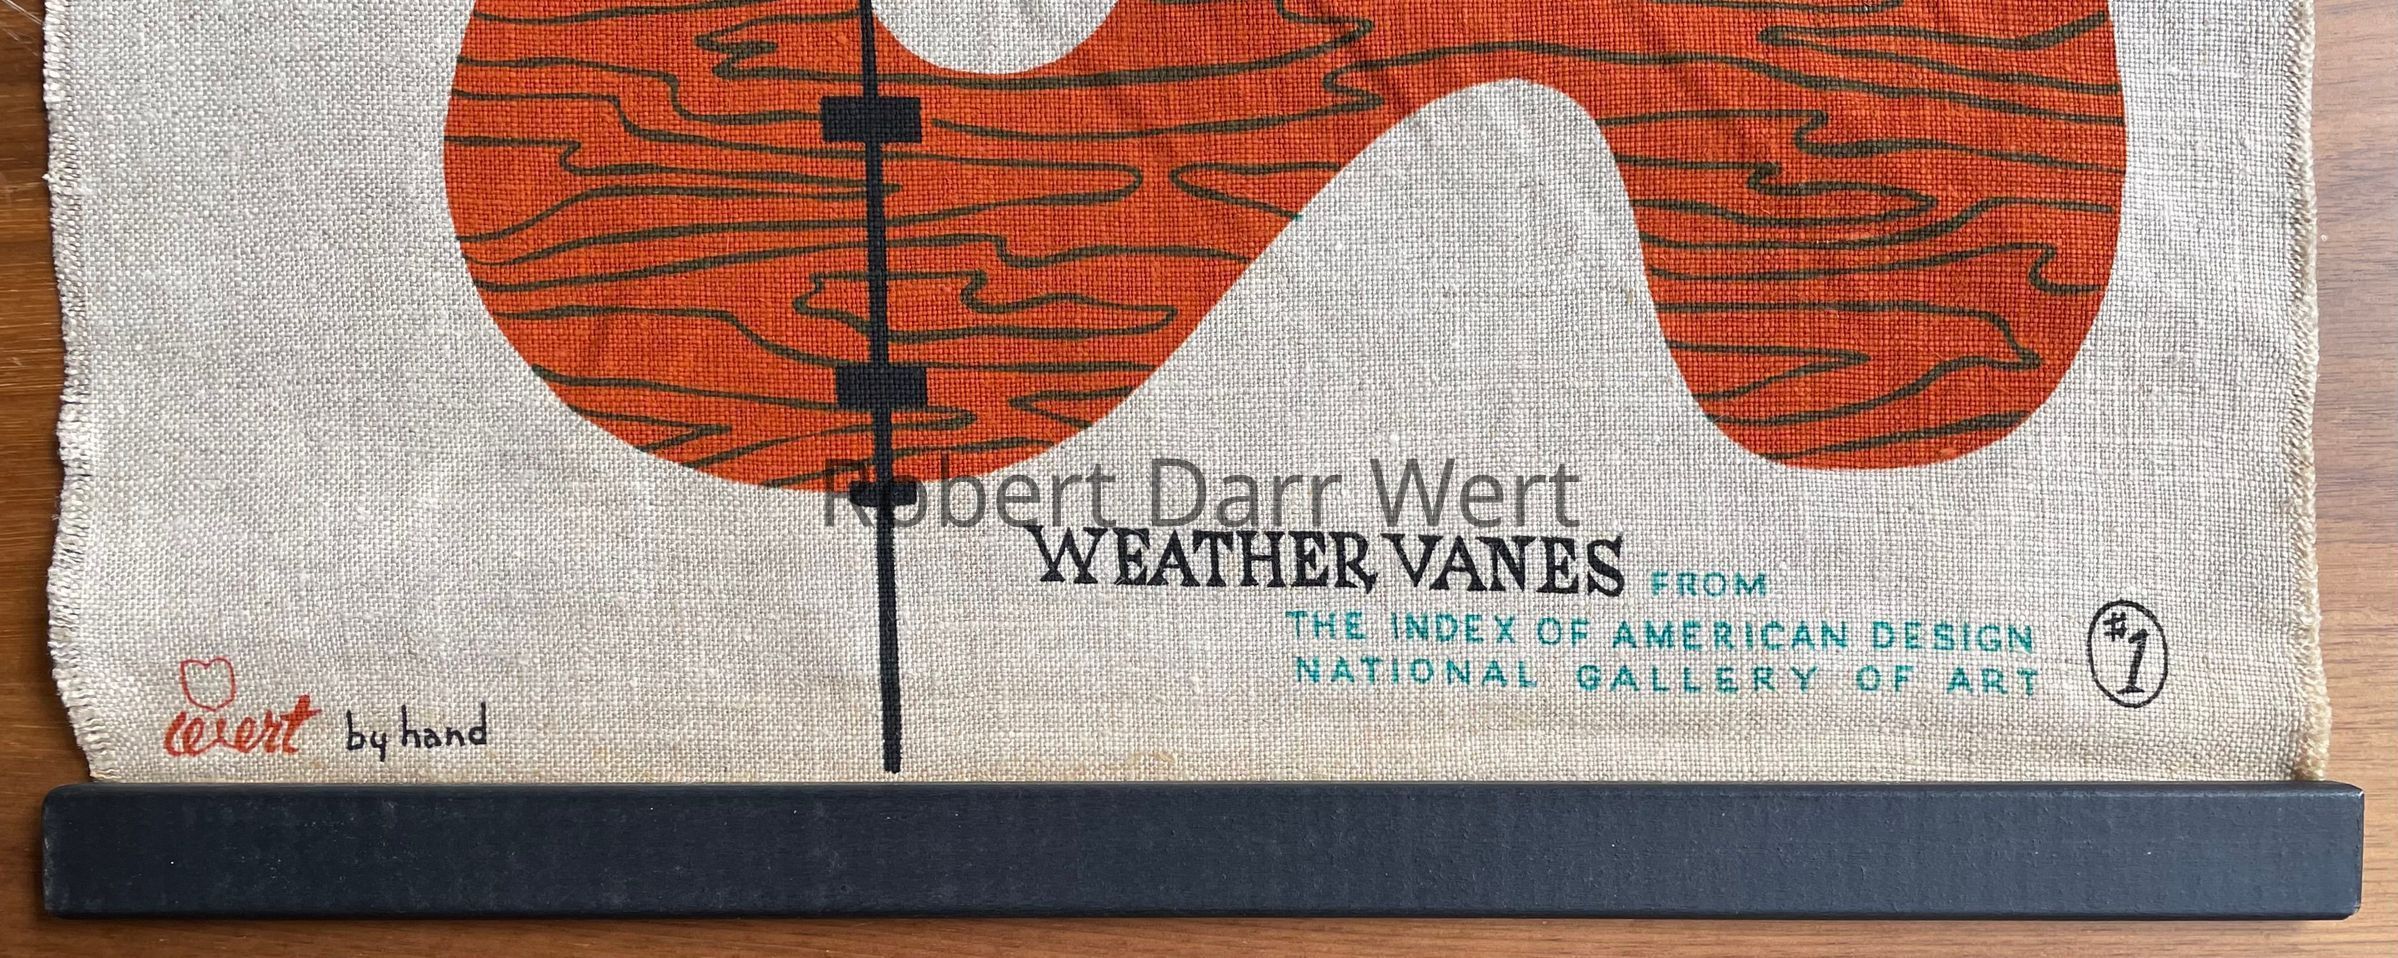 Robert Darr Wert
WEATHER VANES FROM
THE INDEX OF AMERICAN DESIGN
NATIONAL GALLERY OF ART
#1
wert by hand